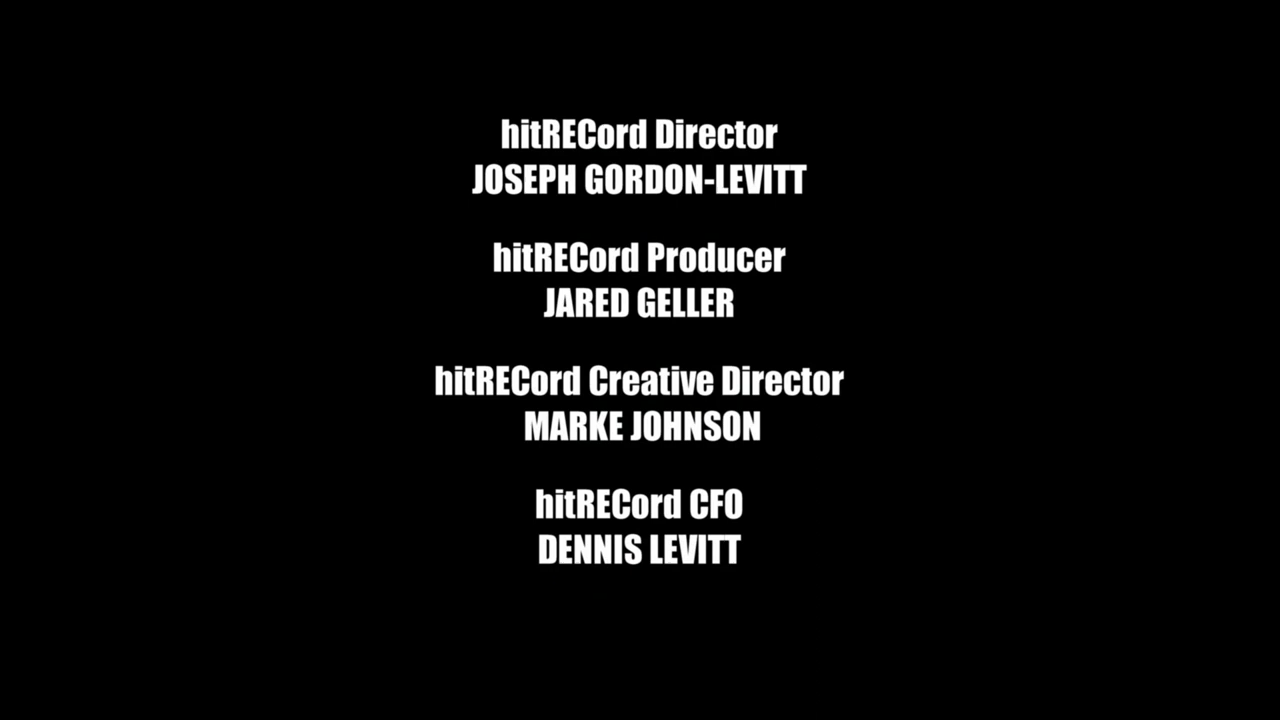 hitRECord Director
JOSEPH GORDON-LEVITT
hitRECord Producer
JARED GELLER
hitRECord Creative Director
MARKE JOHNSON
hitRECord CFO
DENNIS LEVITT